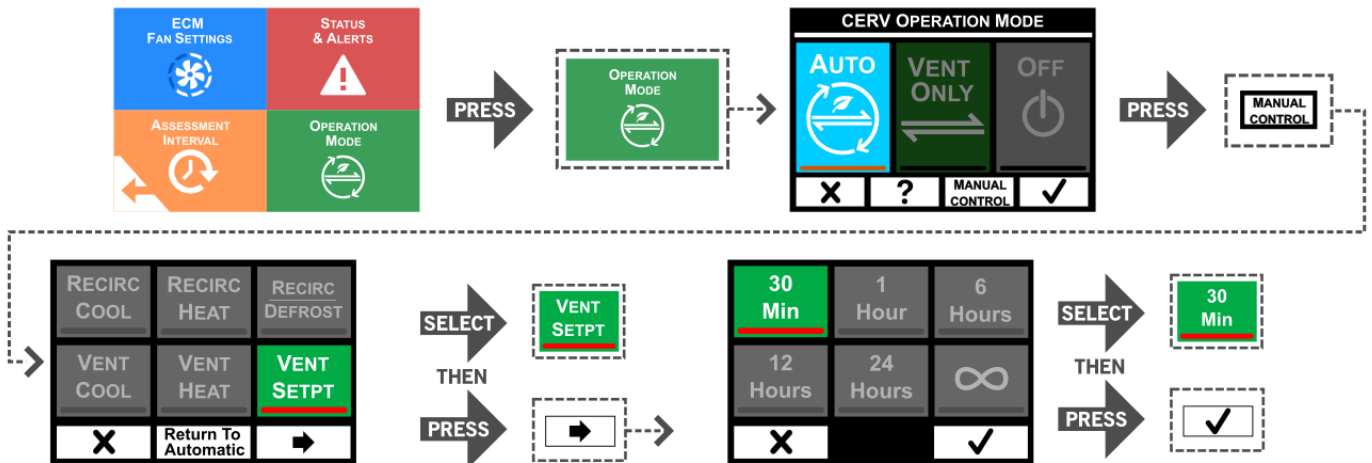 ECM
FAN SETTINGS
STATUS
& ALERTS
ASSESSMENT
INTERVAL
OPERATION
MODE
PRESS
OPERATION
MODE
CERV OPERATION MODE
AUTO
VENT
ONLY
OFF
X
?
MANUAL
CONTROL
✓
PRESS
MANUAL
CONTROL
RECIRC
COOL
RECIRC
HEAT
RECIRC
DEFROST
VENT
COOL
VENT
HEAT
VENT
SETPT
X
Return To
Automatic
SELECT
VENT
SETPT
THEN
PRESS
30
Min
1
Hour
6
Hours
12
Hours
24
Hours
∞
X
✓
SELECT
30
Min
THEN
PRESS
✓